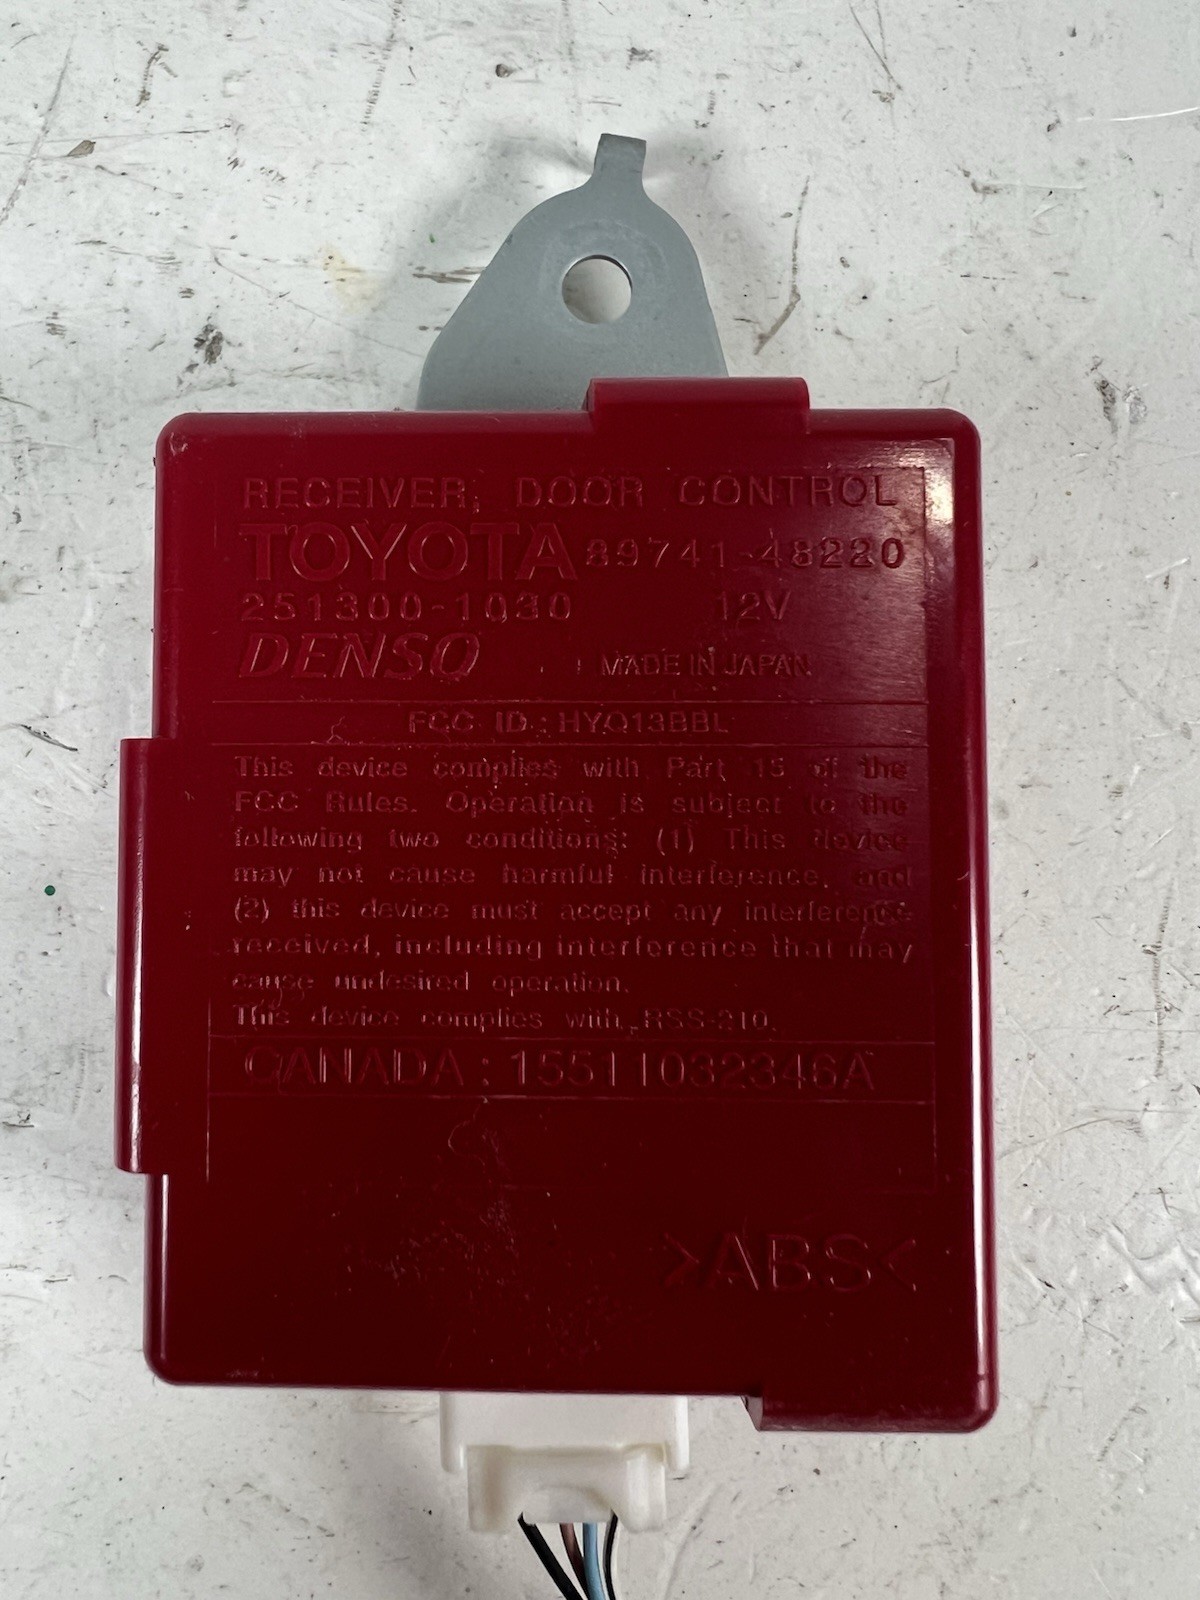 RECEIVER, DOOR CONTROL
TOYOTA 89741-48220
251300-1030 12V
DENSO MADE IN JAPAN
FCC ID : HYQ13BBL
This device complies with Part 15 of the
FCC Rules. Operation is subject to the
following two conditions: (1) This device
may not cause harmful interference, and
(2) this device must accept any interference
received, including interference that may
cause undesired operation.
This device complies with RSS-210.
CANADA : 15511032346A
>ABS<